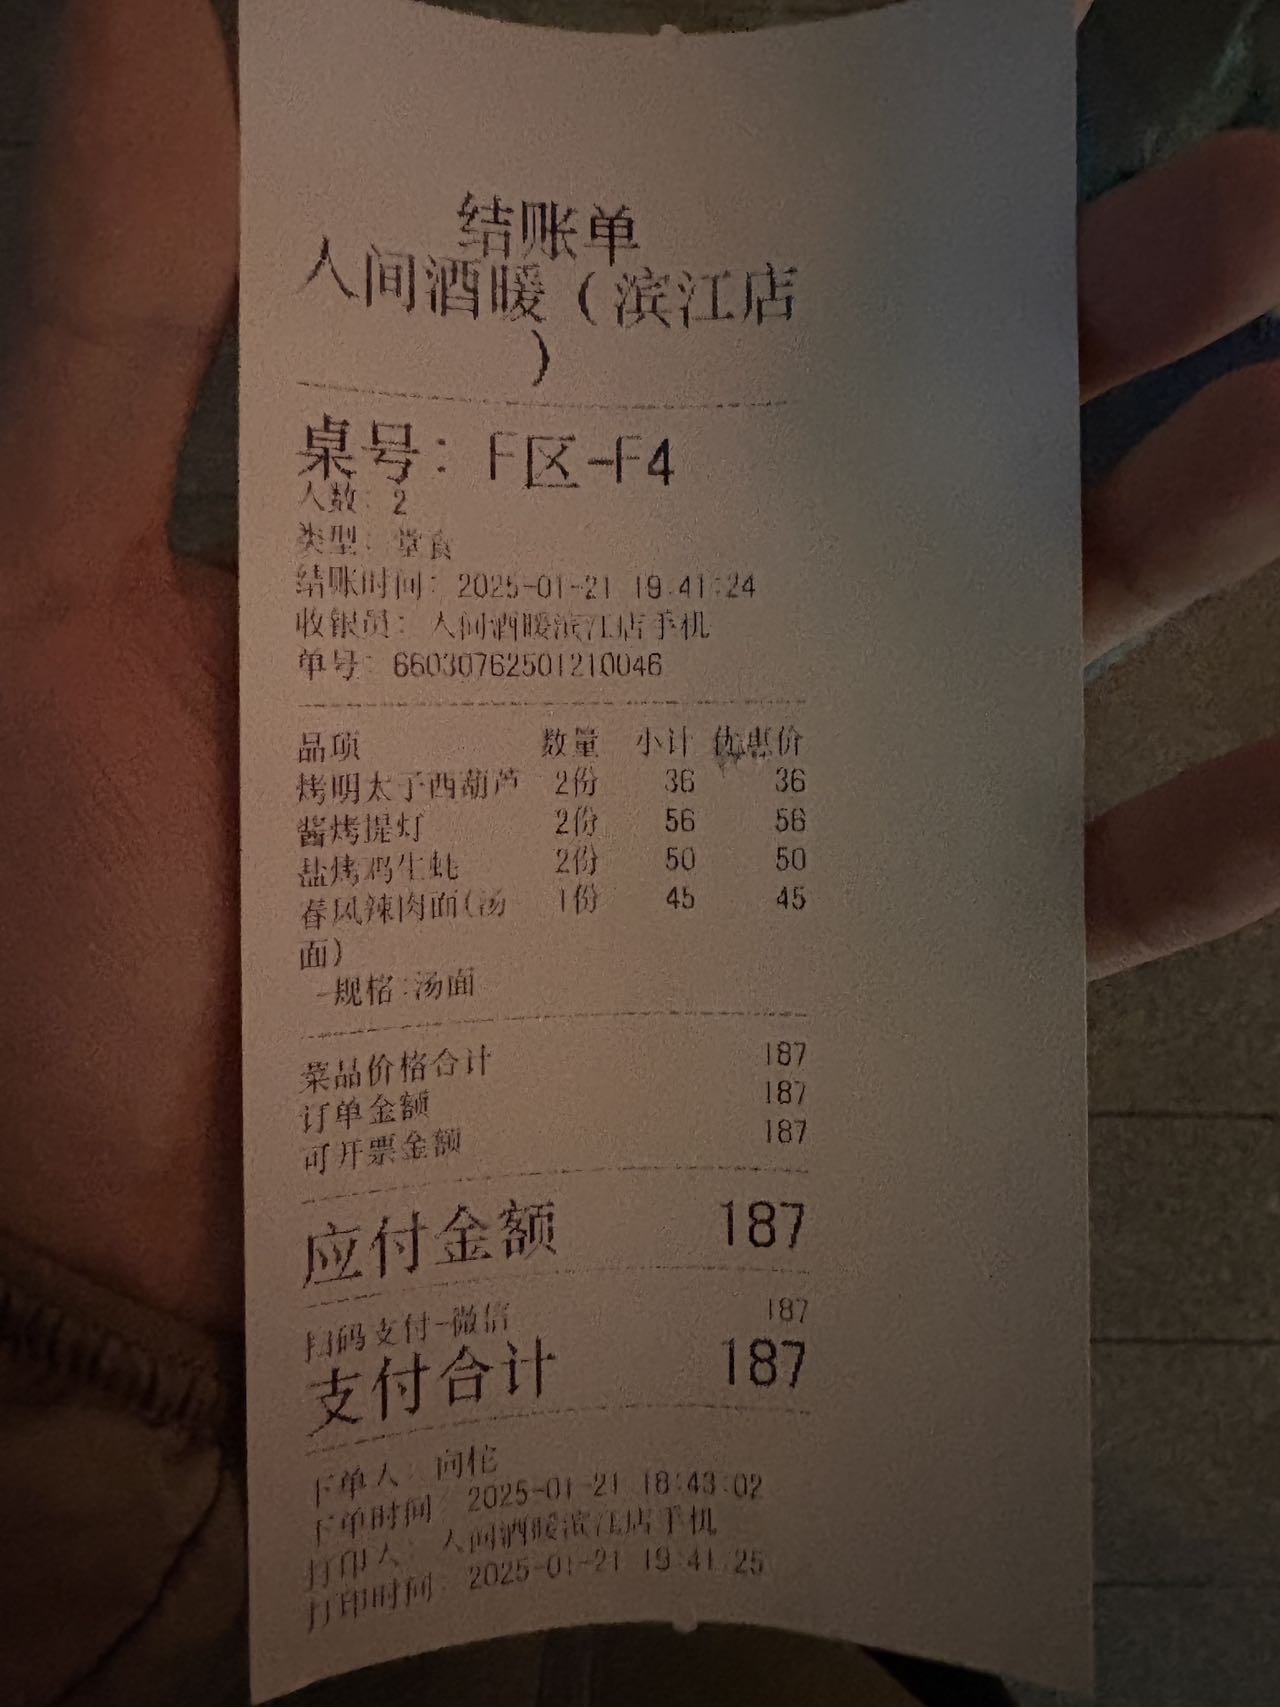 结账单
人间酒暖（滨江店
）
桌号：F区-F4
人数：2
类型：堂食
结账时间：2025-01-21 19:41:24
收银员：人间酒暖滨江店手机
单号：66030762501210046
品项 数量 小计 优惠价
烤明太子西葫芦 2份 36 36
酱烤提灯 2份 56 56
盐烤鸡生蚝 2份 50 50
春风辣肉面(汤 1份 45 45
面)
-规格:汤面
菜品价格合计 187
订单金额 187
可开票金额 187
应付金额 187
扫码支付-微信 187
支付合计 187
下单人：向
下单时间：2025-01-21 18:43:02
打印人：人间酒暖滨江店手机
打印时间：2025-01-21 19:41:25